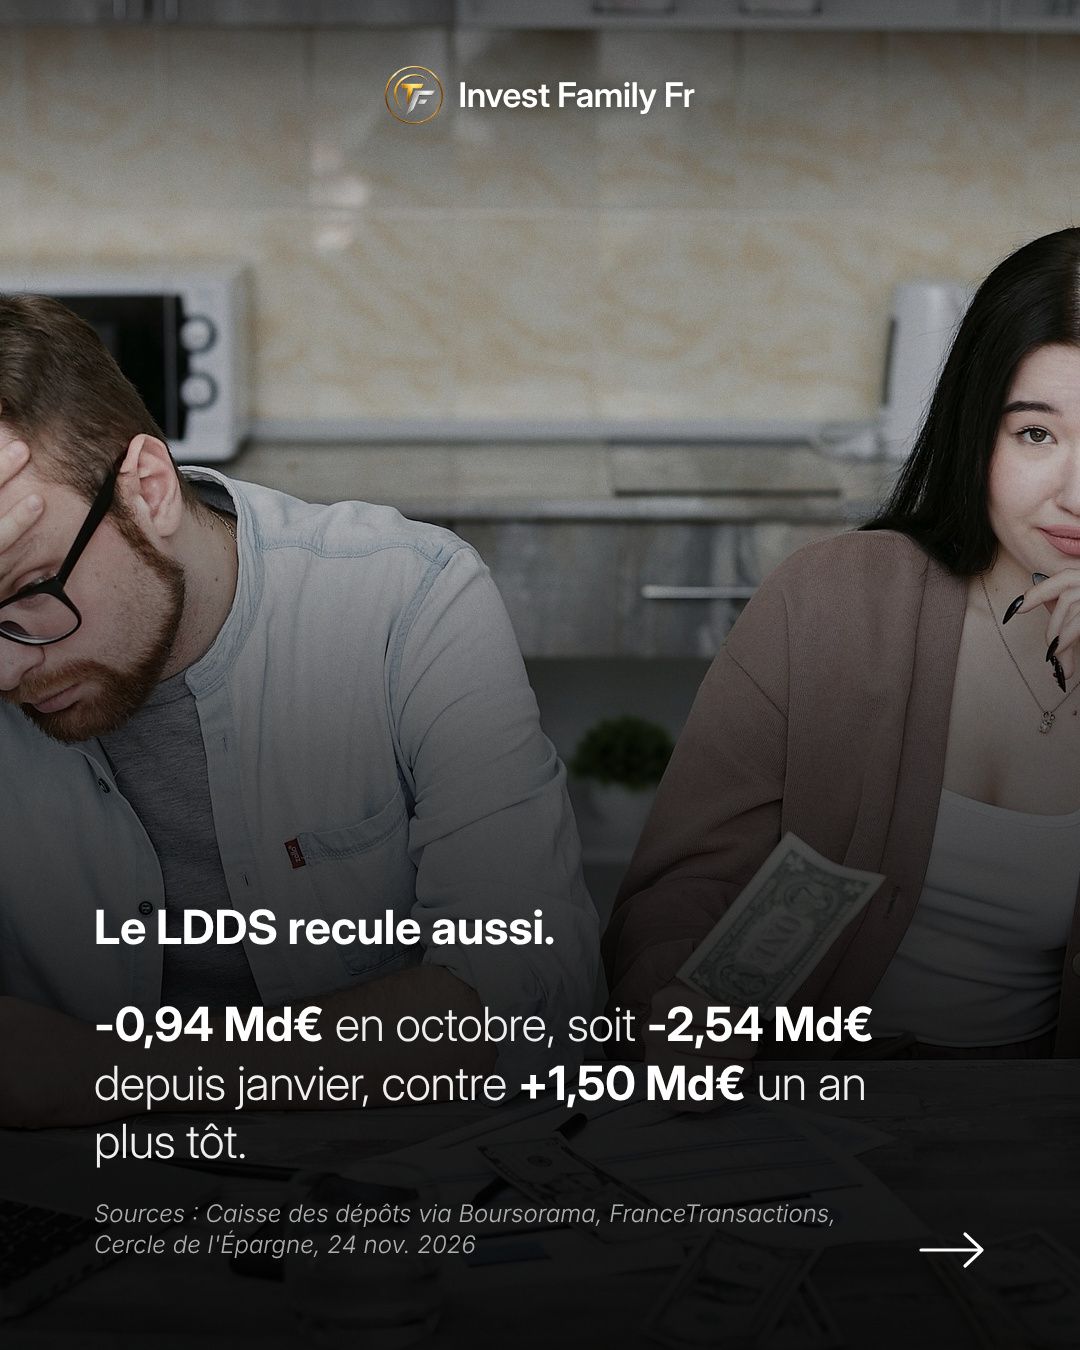 Invest Family Fr
Le LDDS recule aussi.
-0,94 Md€ en octobre, soit -2,54 Md€
depuis janvier, contre +1,50 Md€ un an
plus tôt.
Sources : Caisse des dépôts via Boursorama, FranceTransactions,
Cercle de l'Épargne, 24 nov. 2026